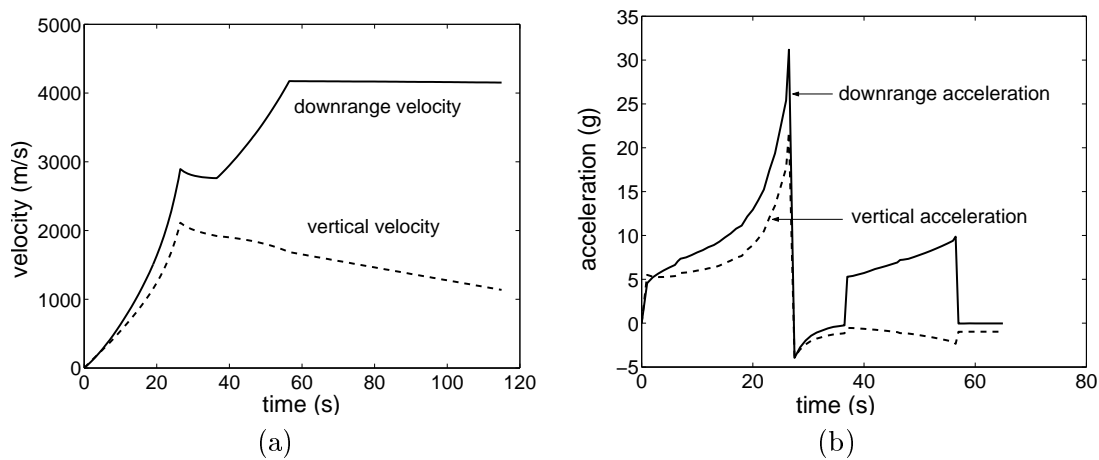 5000
4000
3000
2000
1000
0
0 20 40 60 80 100 120
velocity (m/s)
time (s)
downrange velocity
vertical velocity
(a)
35
30
25
20
15
10
5
0
−5
0 20 40 60 80
acceleration (g)
time (s)
downrange acceleration
vertical acceleration
(b)